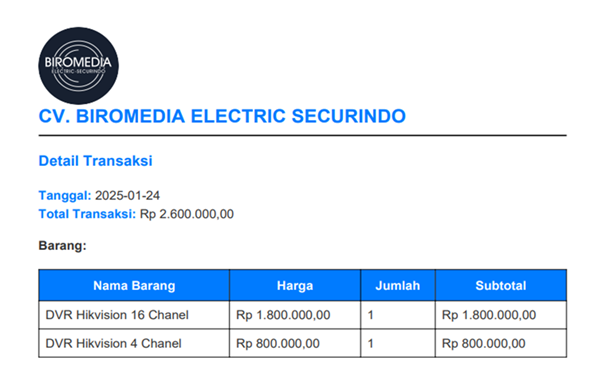 BIROMEDIA
ELECTRIC-SECURINDO
CV. BIROMEDIA ELECTRIC SECURINDO
Detail Transaksi
Tanggal: 2025-01-24
Total Transaksi: Rp 2.600.000,00
Barang:
Nama Barang Harga Jumlah Subtotal
DVR Hikvision 16 Chanel Rp 1.800.000,00 1 Rp 1.800.000,00
DVR Hikvision 4 Chanel Rp 800.000,00 1 Rp 800.000,00